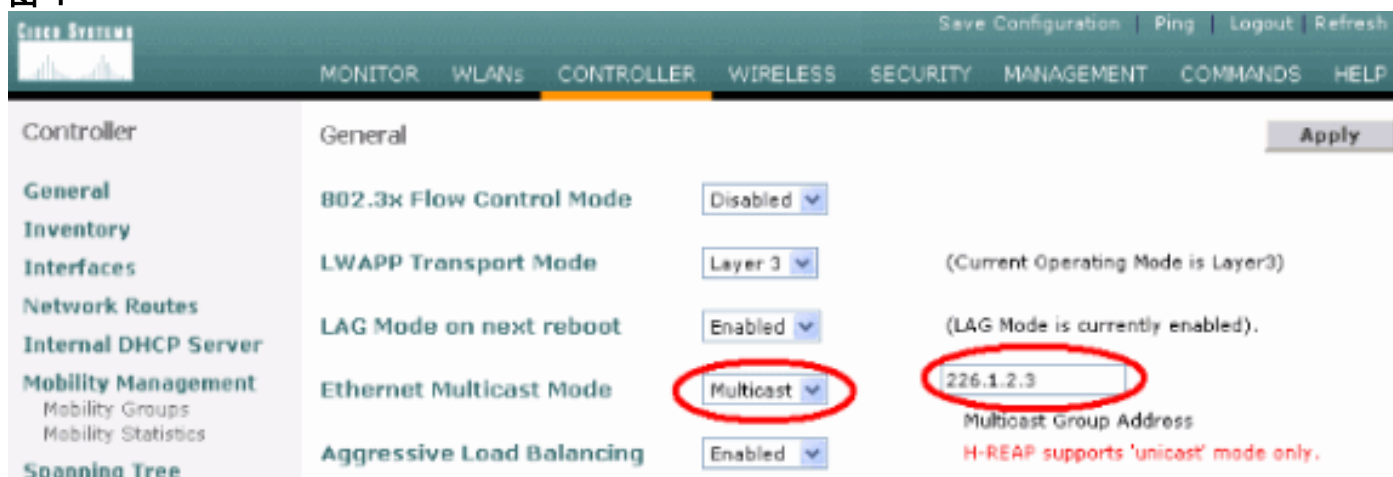 CISCO SYSTEMS
Save Configuration | Ping | Logout | Refresh
MONITOR WLANs CONTROLLER WIRELESS SECURITY MANAGEMENT COMMANDS HELP
Controller
General
Inventory
Interfaces
Network Routes
Internal DHCP Server
Mobility Management
Mobility Groups
Mobility Statistics
Spanning Tree
General
Apply
802.3x Flow Control Mode Disabled
LWAPP Transport Mode Layer 3 (Current Operating Mode is Layer3)
LAG Mode on next reboot Enabled (LAG Mode is currently enabled).
Ethernet Multicast Mode Multicast 226.1.2.3
Multicast Group Address
Aggressive Load Balancing Enabled H-REAP supports 'unicast' mode only.